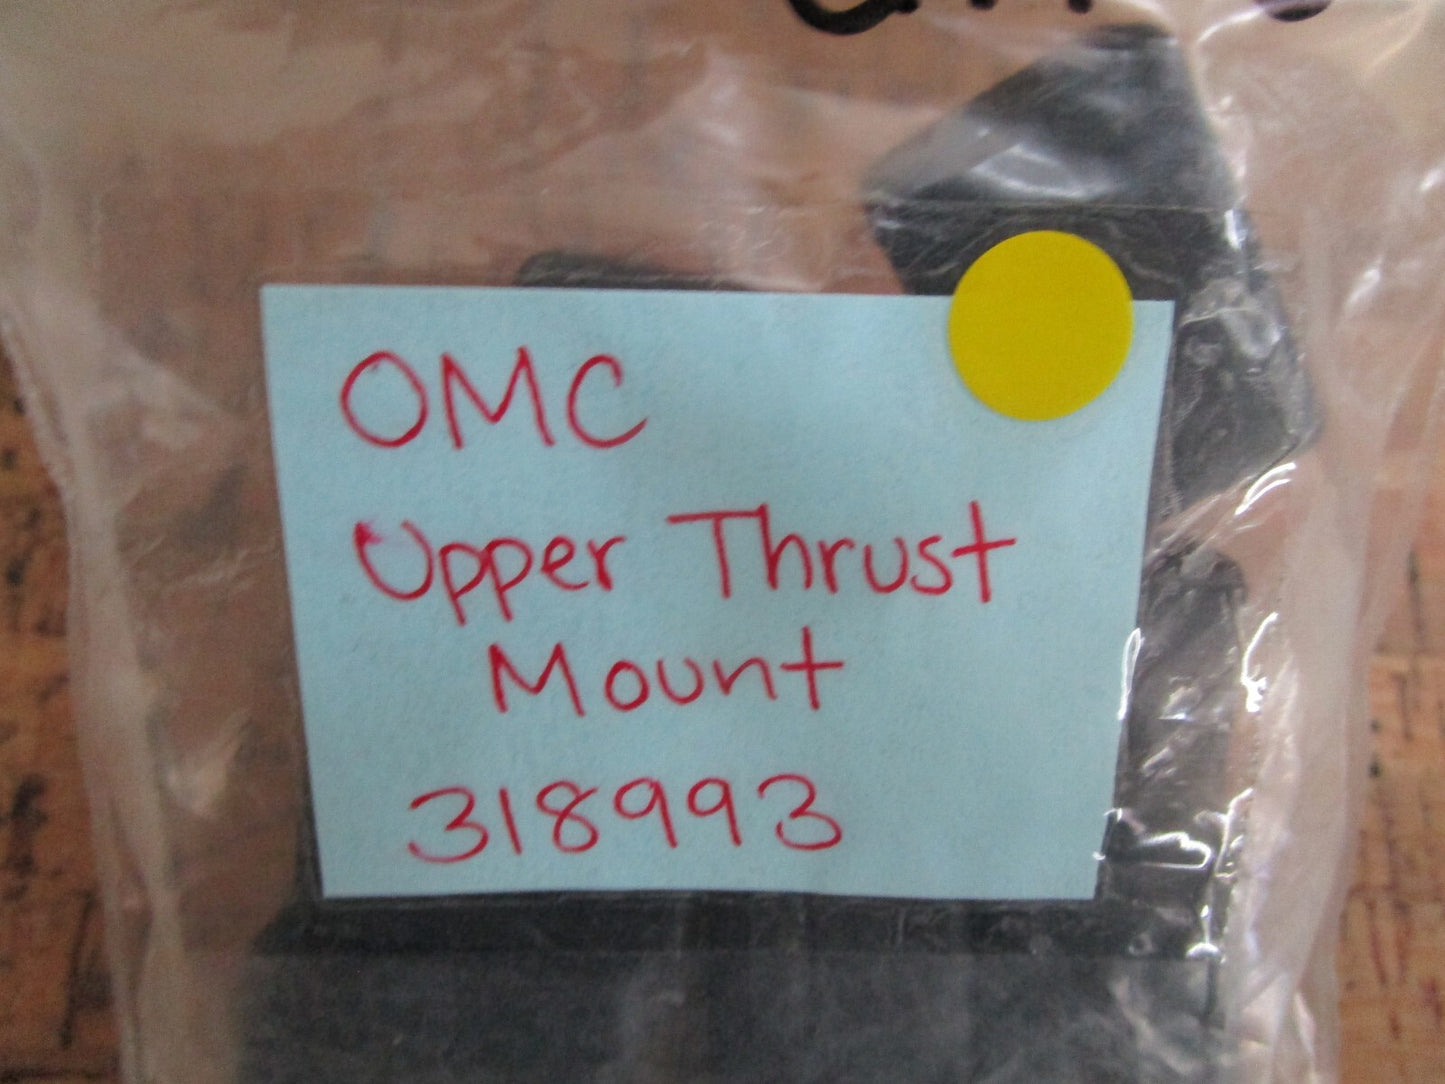 OMC
Upper Thrust
Mount
318993